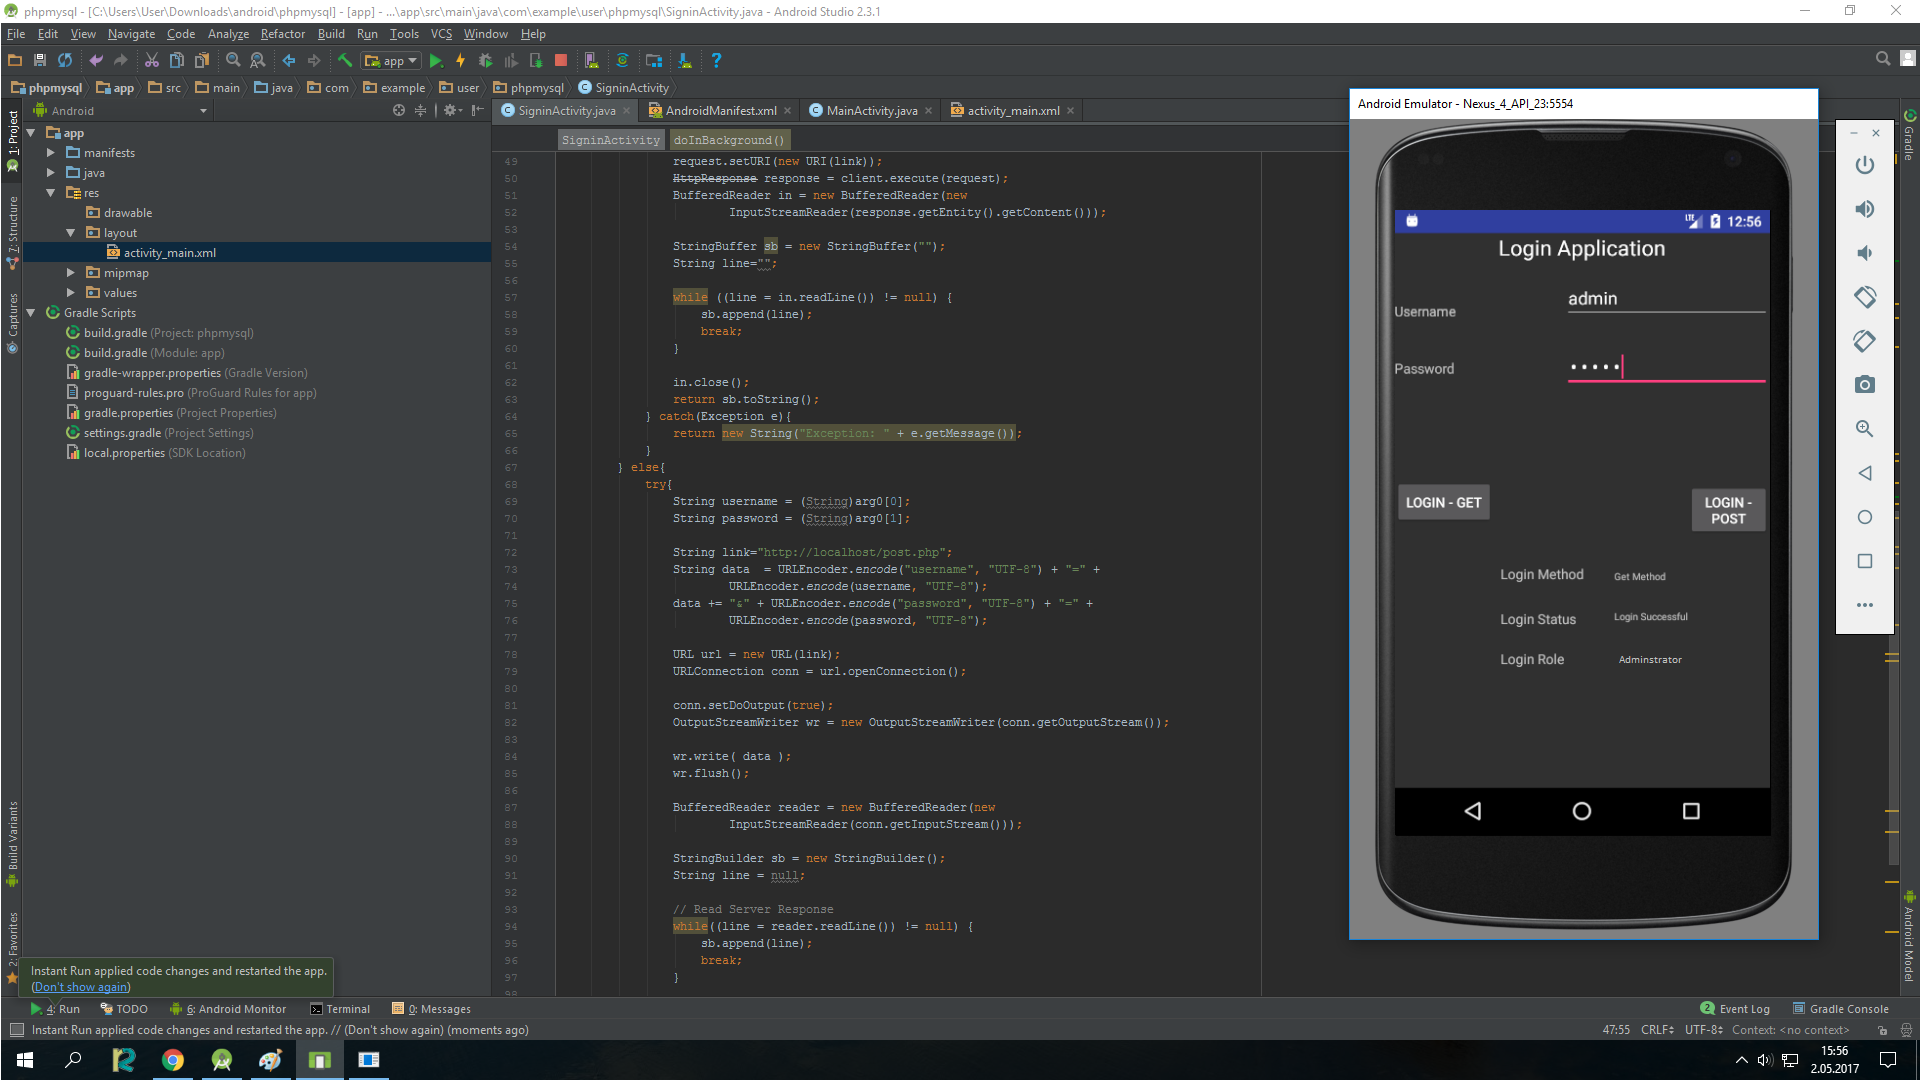 phpmysql - [C:\Users\User\Downloads\android\phpmysql] - [app] - ...\app\src\main\java\com\example\user\phpmysql\SigninActivity.java - Android Studio 2.3.1
File Edit View Navigate Code Analyze Refactor Build Run Tools VCS Window Help
app
phpmysql app src main java com example user phpmysql SigninActivity
Android
SigninActivity.java AndroidManifest.xml MainActivity.java activity_main.xml
1: Project
7: Structure
Captures
Build Variants
2: Favorites
app
manifests
java
res
drawable
layout
activity_main.xml
mipmap
values
Gradle Scripts
build.gradle (Project: phpmysql)
build.gradle (Module: app)
gradle-wrapper.properties (Gradle Version)
proguard-rules.pro (ProGuard Rules for app)
gradle.properties (Project Properties)
settings.gradle (Project Settings)
local.properties (SDK Location)
SigninActivity doInBackground()
49 request.setURI(new URI(link));
50 HttpResponse response = client.execute(request);
51 BufferedReader in = new BufferedReader(new
52 InputStreamReader(response.getEntity().getContent()));
53
54 StringBuffer sb = new StringBuffer("");
55 String line="";
56
57 while ((line = in.readLine()) != null) {
58 sb.append(line);
59 break;
60 }
61
62 in.close();
63 return sb.toString();
64 } catch(Exception e){
65 return new String("Exception: " + e.getMessage());
66 }
67 } else{
68 try{
69 String username = (String)arg0[0];
70 String password = (String)arg0[1];
71
72 String link="http://localhost/post.php";
73 String data  = URLEncoder.encode("username", "UTF-8") + "=" +
74 URLEncoder.encode(username, "UTF-8");
75 data += "&" + URLEncoder.encode("password", "UTF-8") + "=" +
76 URLEncoder.encode(password, "UTF-8");
77
78 URL url = new URL(link);
79 URLConnection conn = url.openConnection();
80
81 conn.setDoOutput(true);
82 OutputStreamWriter wr = new OutputStreamWriter(conn.getOutputStream());
83
84 wr.write( data );
85 wr.flush();
86
87 BufferedReader reader = new BufferedReader(new
88 InputStreamReader(conn.getInputStream()));
89
90 StringBuilder sb = new StringBuilder();
91 String line = null;
92
93 // Read Server Response
94 while((line = reader.readLine()) != null) {
95 sb.append(line);
96 break;
97 }
98
Android Emulator - Nexus_4_API_23:5554
LTE 12:56
Login Application
Username admin
Password •••••
LOGIN - GET
LOGIN - POST
Login Method Get Method
Login Status Login Successful
Login Role Adminstrator
Gradle
Android Model
Instant Run applied code changes and restarted the app.
(Don't show again)
4: Run TODO 6: Android Monitor Terminal 0: Messages 2 Event Log Gradle Console
Instant Run applied code changes and restarted the app. // (Don't show again) (moments ago) 47:55 CRLF UTF-8 Context: <no context>
15:56
2.05.2017